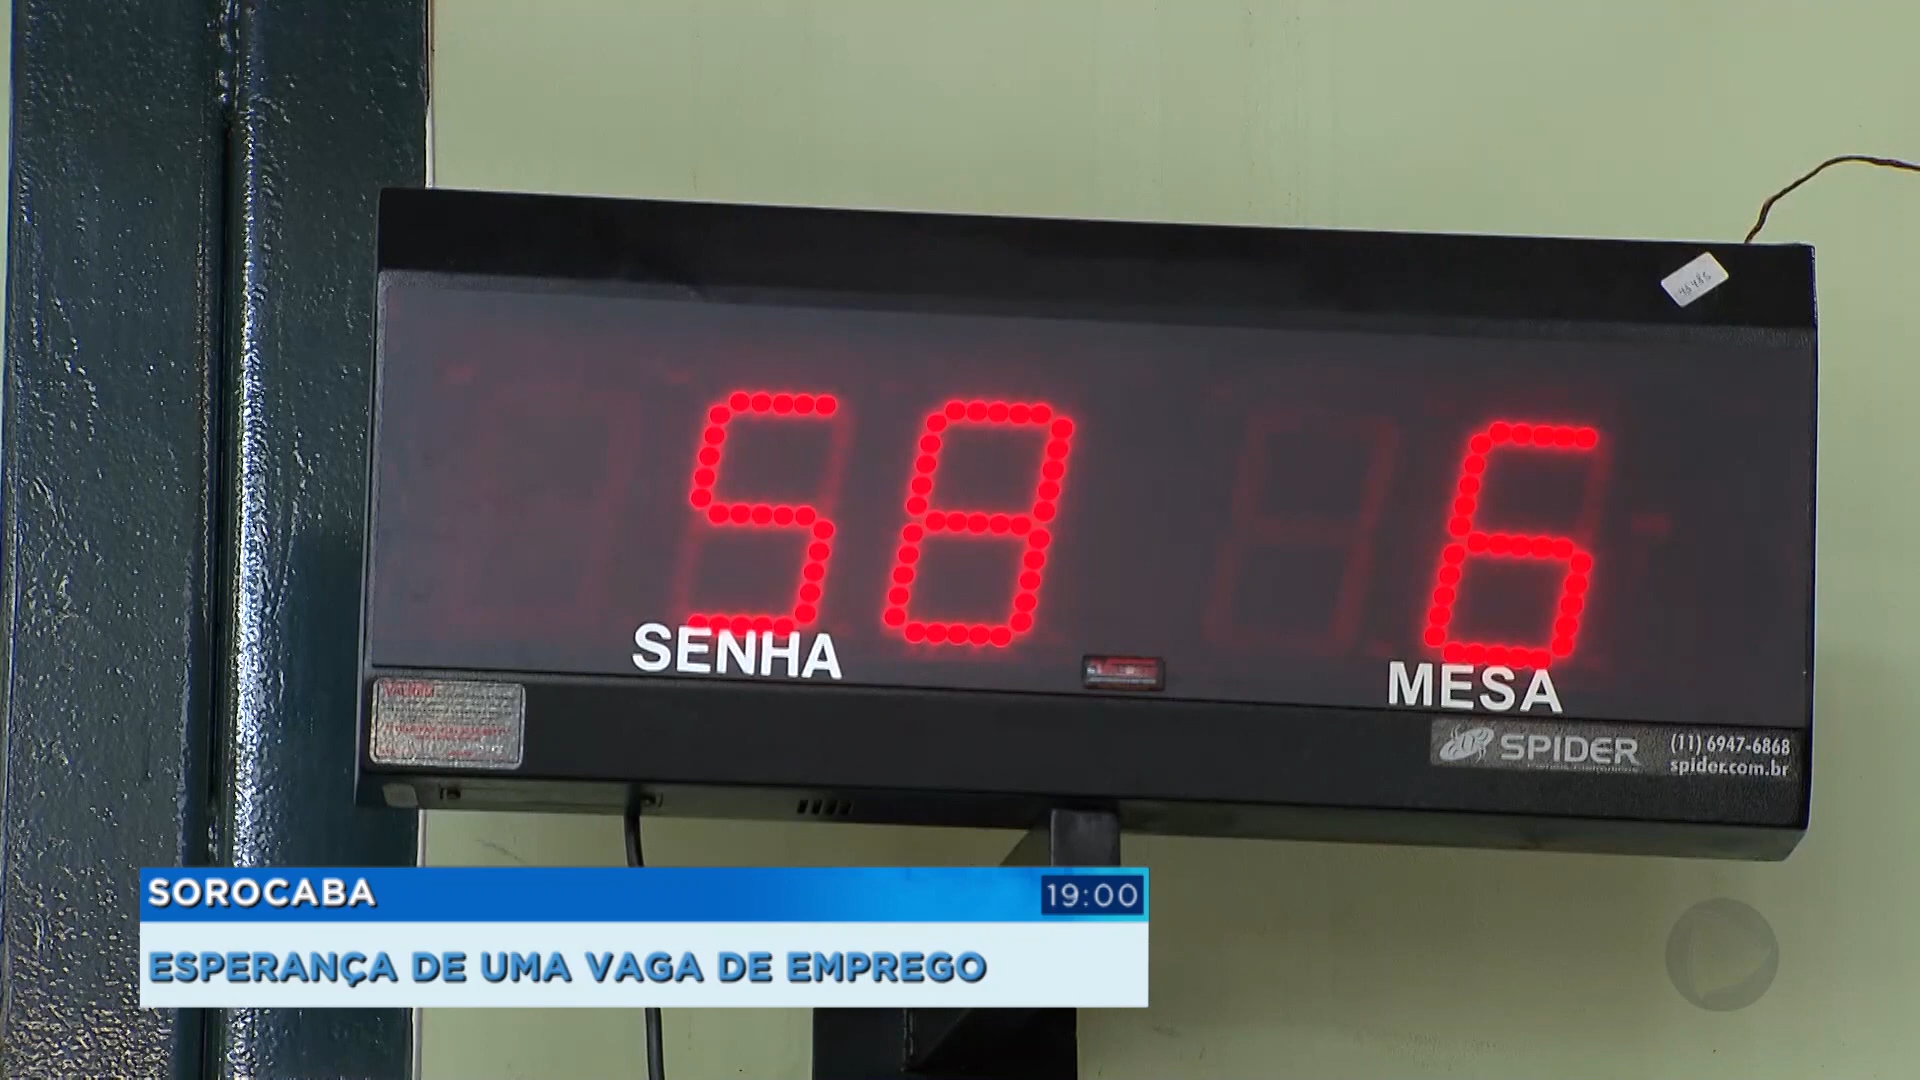 58 6
SENHA
MESA
SPIDER
(11) 6947-6868
spider.com.br
SOROCABA
19:00
ESPERANÇA DE UMA VAGA DE EMPREGO